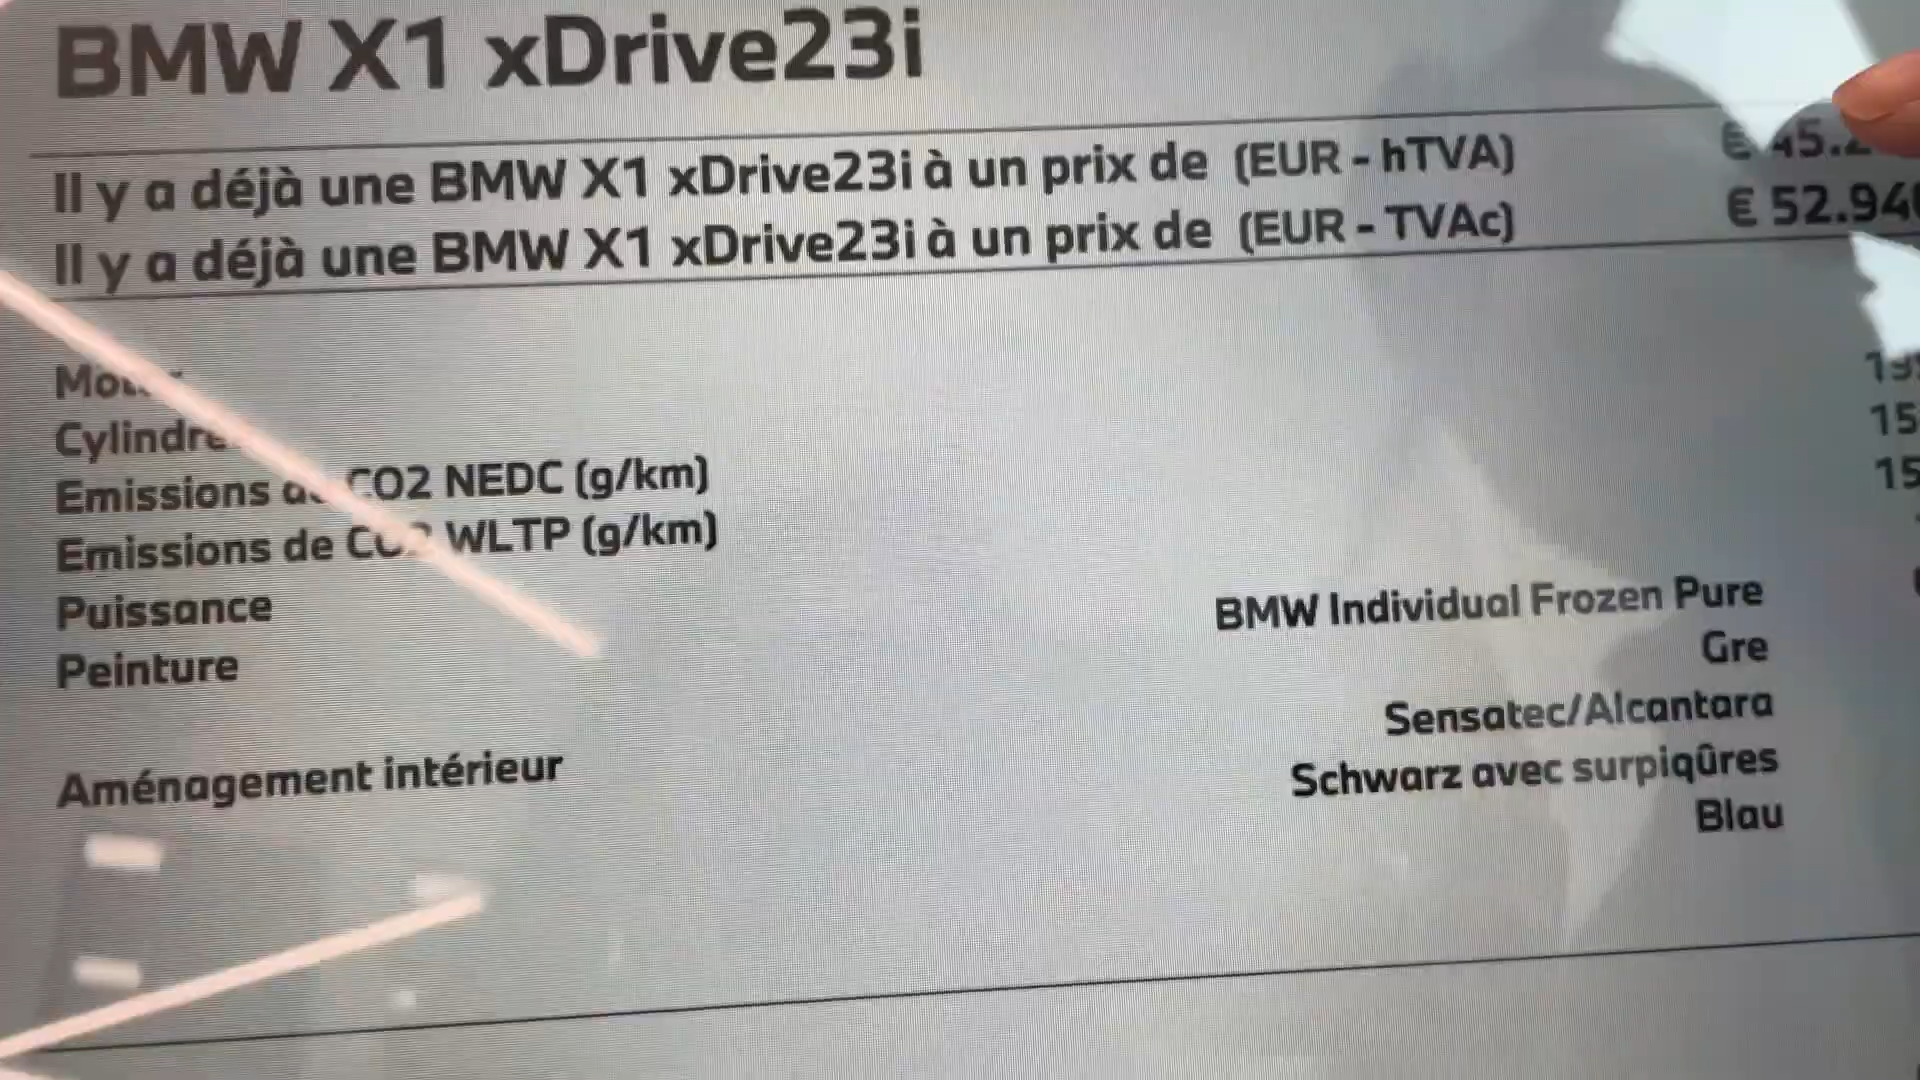 BMW X1 xDrive23i
Il y a déjà une BMW X1 xDrive23i à un prix de (EUR - hTVA)
Il y a déjà une BMW X1 xDrive23i à un prix de (EUR - TVAc) € 52.94
Emissions CO2 NEDC (g/km)
Emissions de WLTP (g/km)
Puissance
Peinture BMW Individual Frozen Pure
Gre
Aménagement intérieur Sensatec/Alcantara
Schwarz avec surpiqûres
Blau